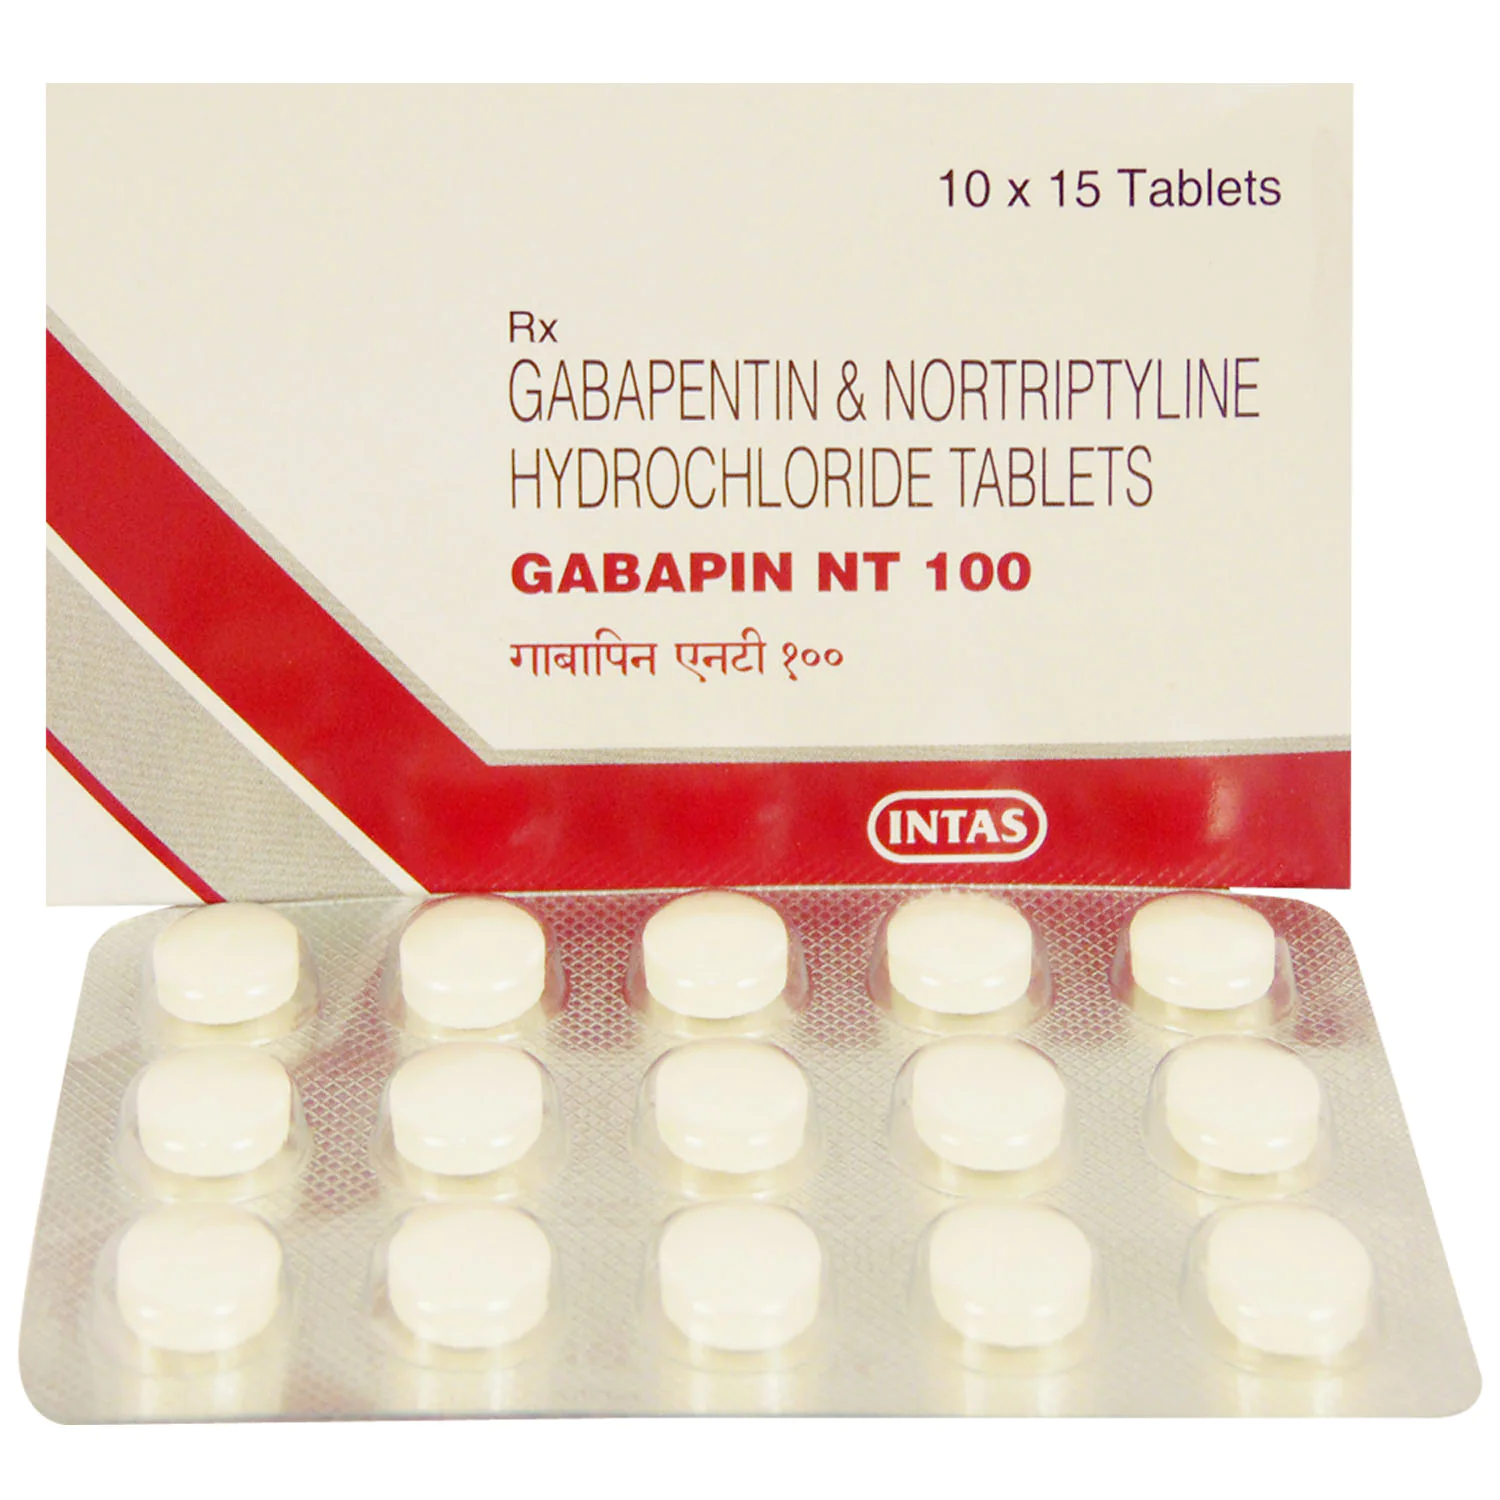 10 x 15 Tablets
Rx
GABAPENTIN & NORTRIPTYLINE
HYDROCHLORIDE TABLETS
GABAPIN NT 100
गाबापिन एनटी १००
INTAS